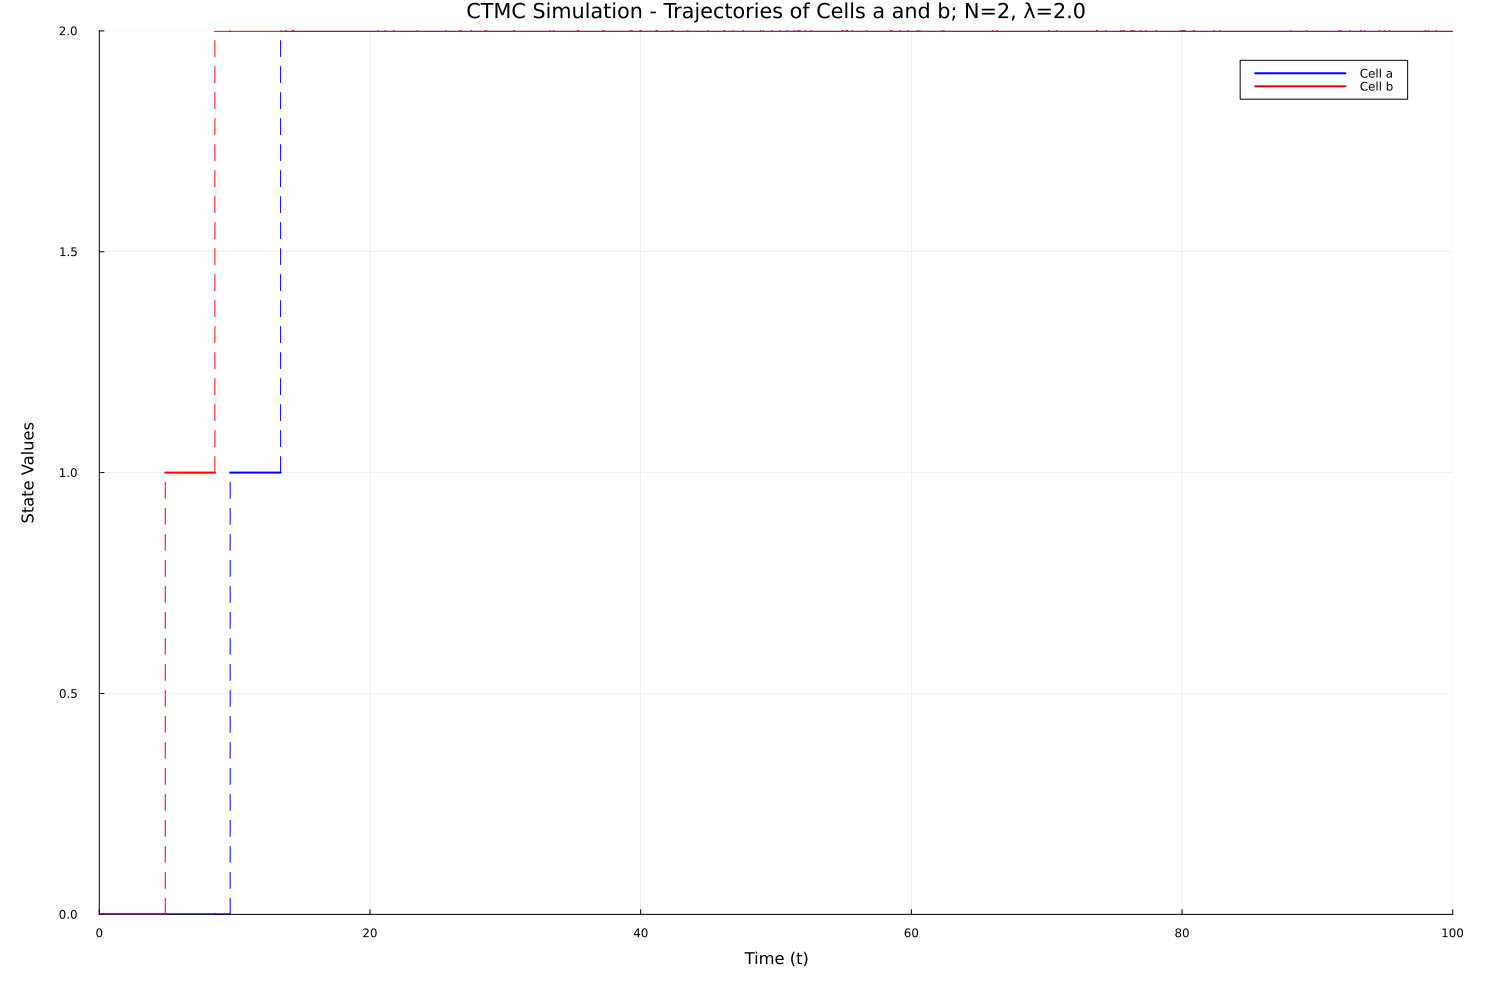 CTMC Simulation - Trajectories of Cells a and b; N=2, λ=2.0
2.0
Cell a
Cell b
1.5
1.0
State Values
0.5
0.0
0 20 40 60 80 100
Time (t)